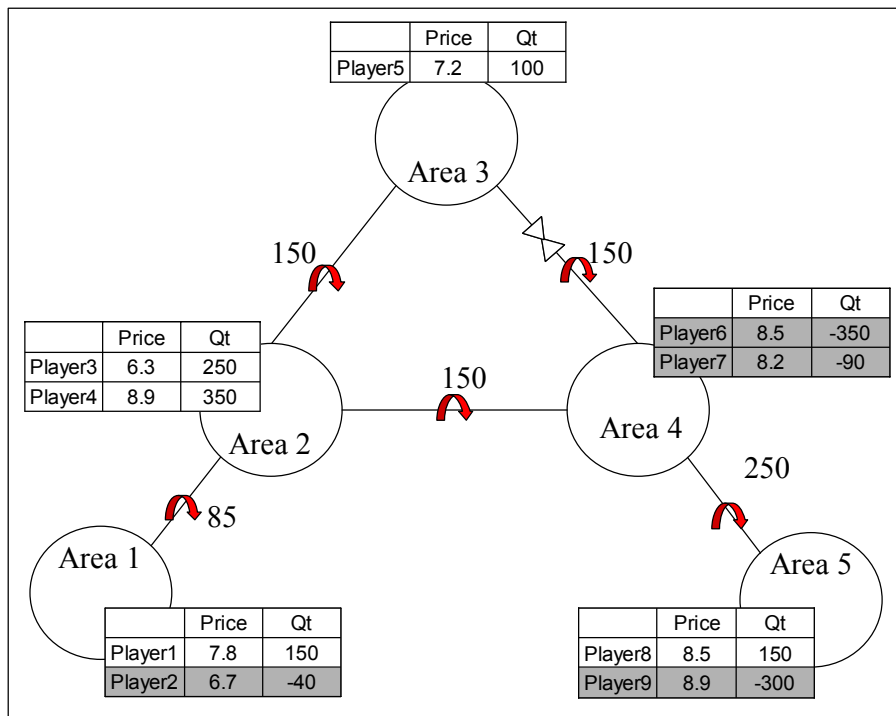 Price Qt
Player5 7.2 100
Area 3
150
150
Price Qt
Player3 6.3 250
Player4 8.9 350
Area 2
150
Price Qt
Player6 8.5 -350
Player7 8.2 -90
Area 4
85
250
Area 1
Price Qt
Player1 7.8 150
Player2 6.7 -40
Area 5
Price Qt
Player8 8.5 150
Player9 8.9 -300